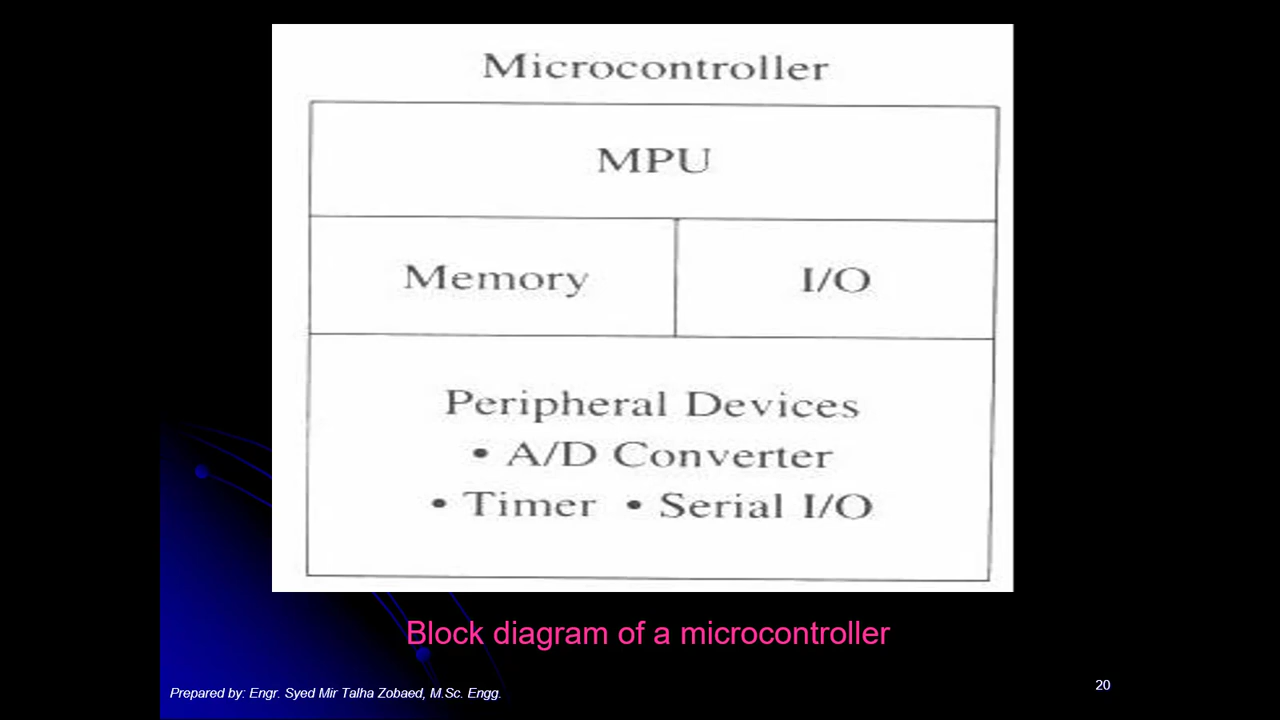 Microcontroller
MPU
Memory
I/O
Peripheral Devices
• A/D Converter
• Timer • Serial I/O
Block diagram of a microcontroller
Prepared by: Engr. Syed Mir Talha Zobaed, M.Sc. Engg.
20